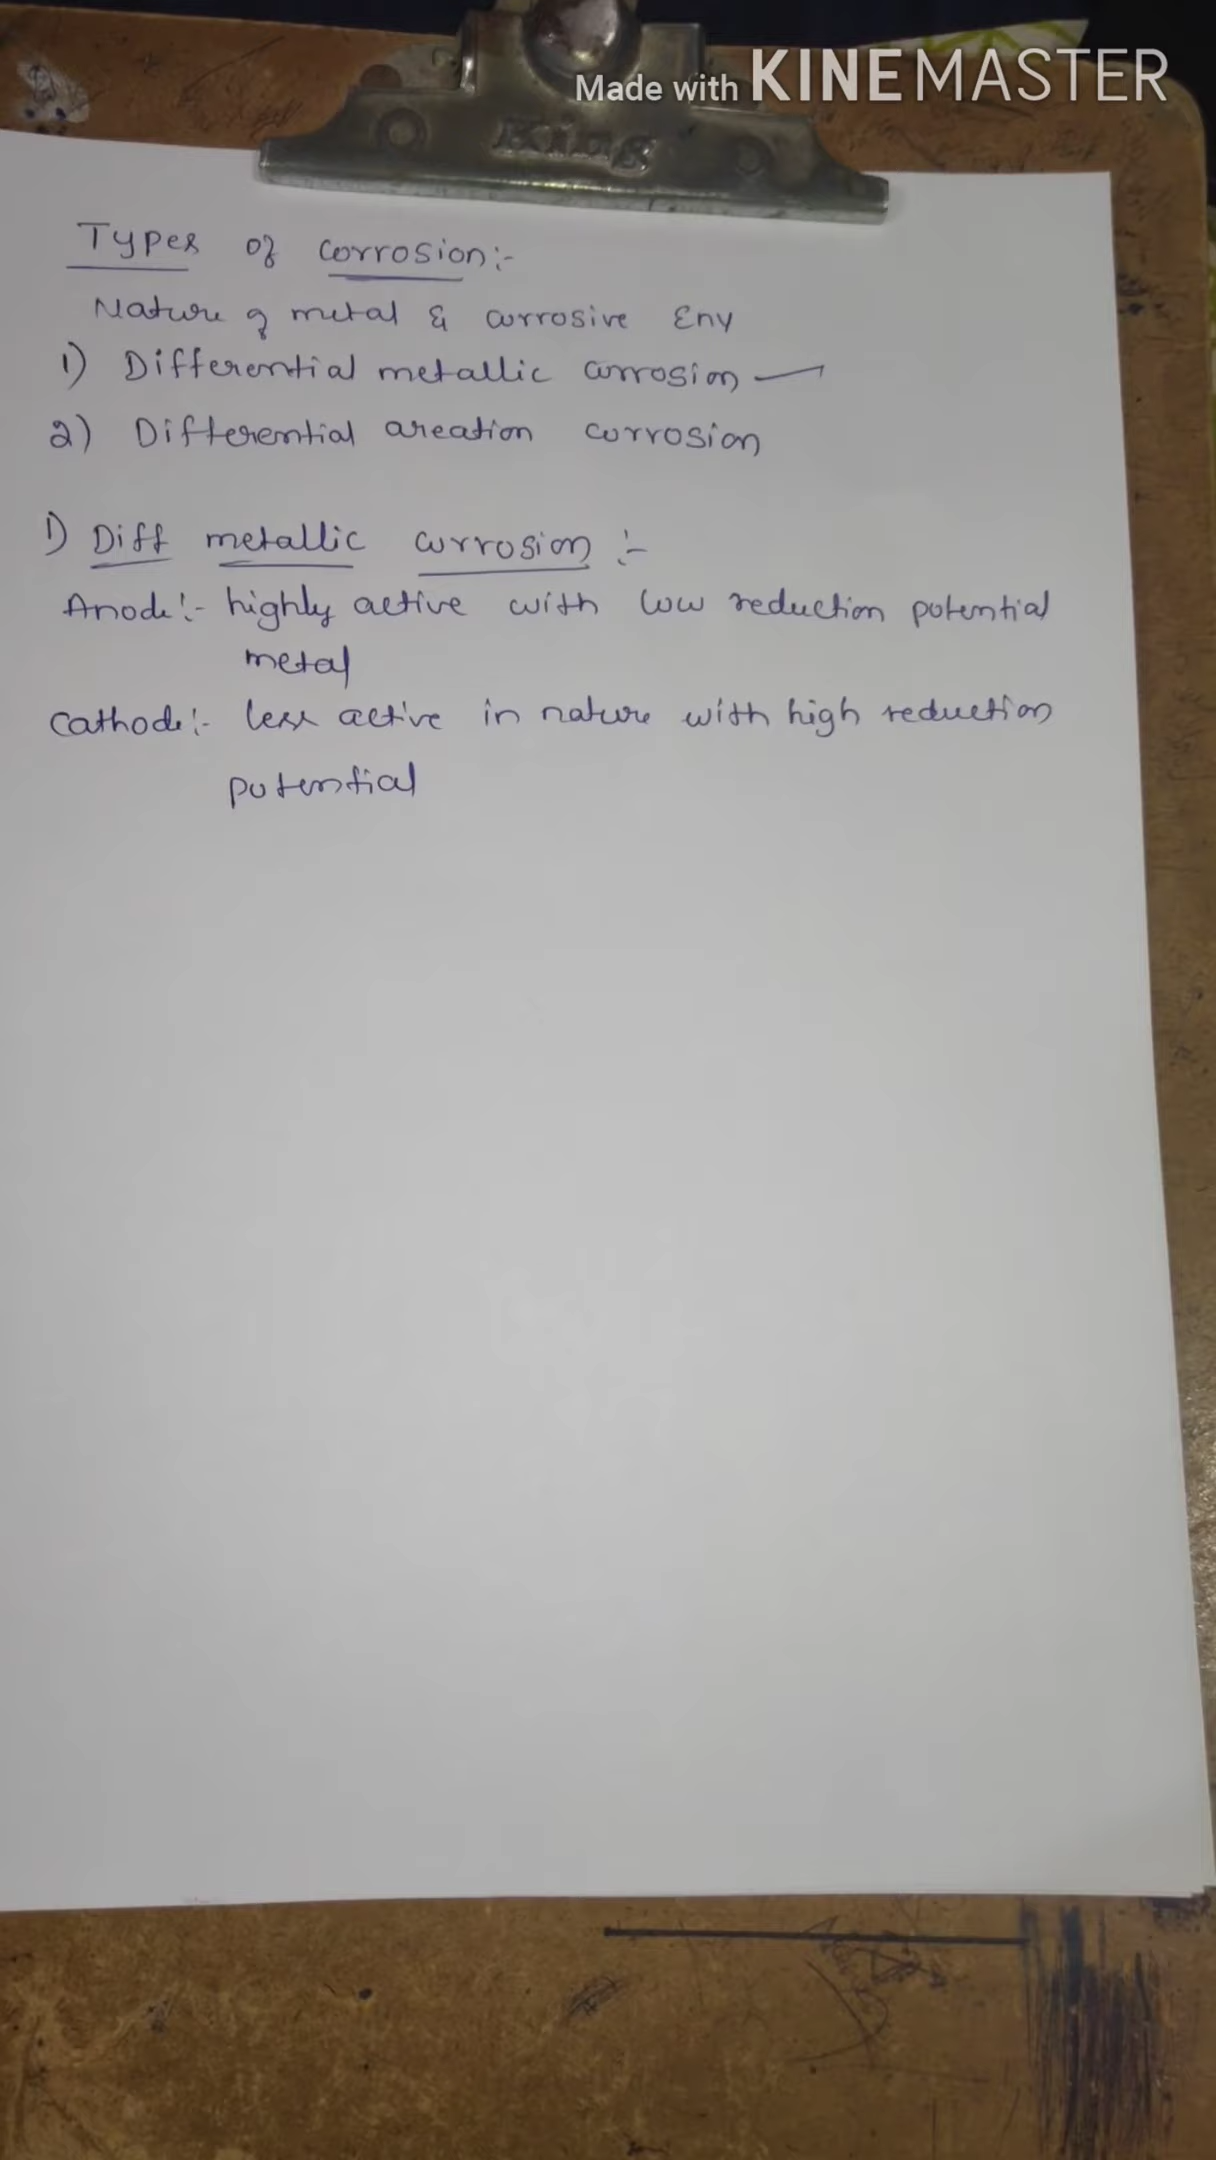 Made with KINEMASTER
King
Types of corrosion:-
Nature of metal & corrosive Env
1) Differential metallic corrosion —
2) Differential areation corrosion
1) Diff metallic corrosion :-
Anode:- highly active with low reduction potential
metal
Cathode:- less active in nature with high reduction
potential